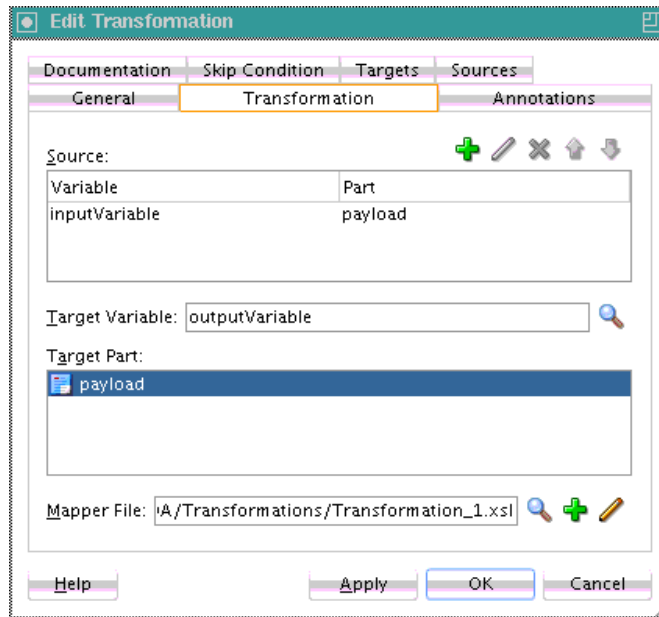 Edit Transformation
Documentation Skip Condition Targets Sources
General Transformation Annotations
Source:
Variable Part
inputVariable payload
Target Variable: outputVariable
Target Part:
payload
Mapper File: A/Transformations/Transformation_1.xsl
Help Apply OK Cancel